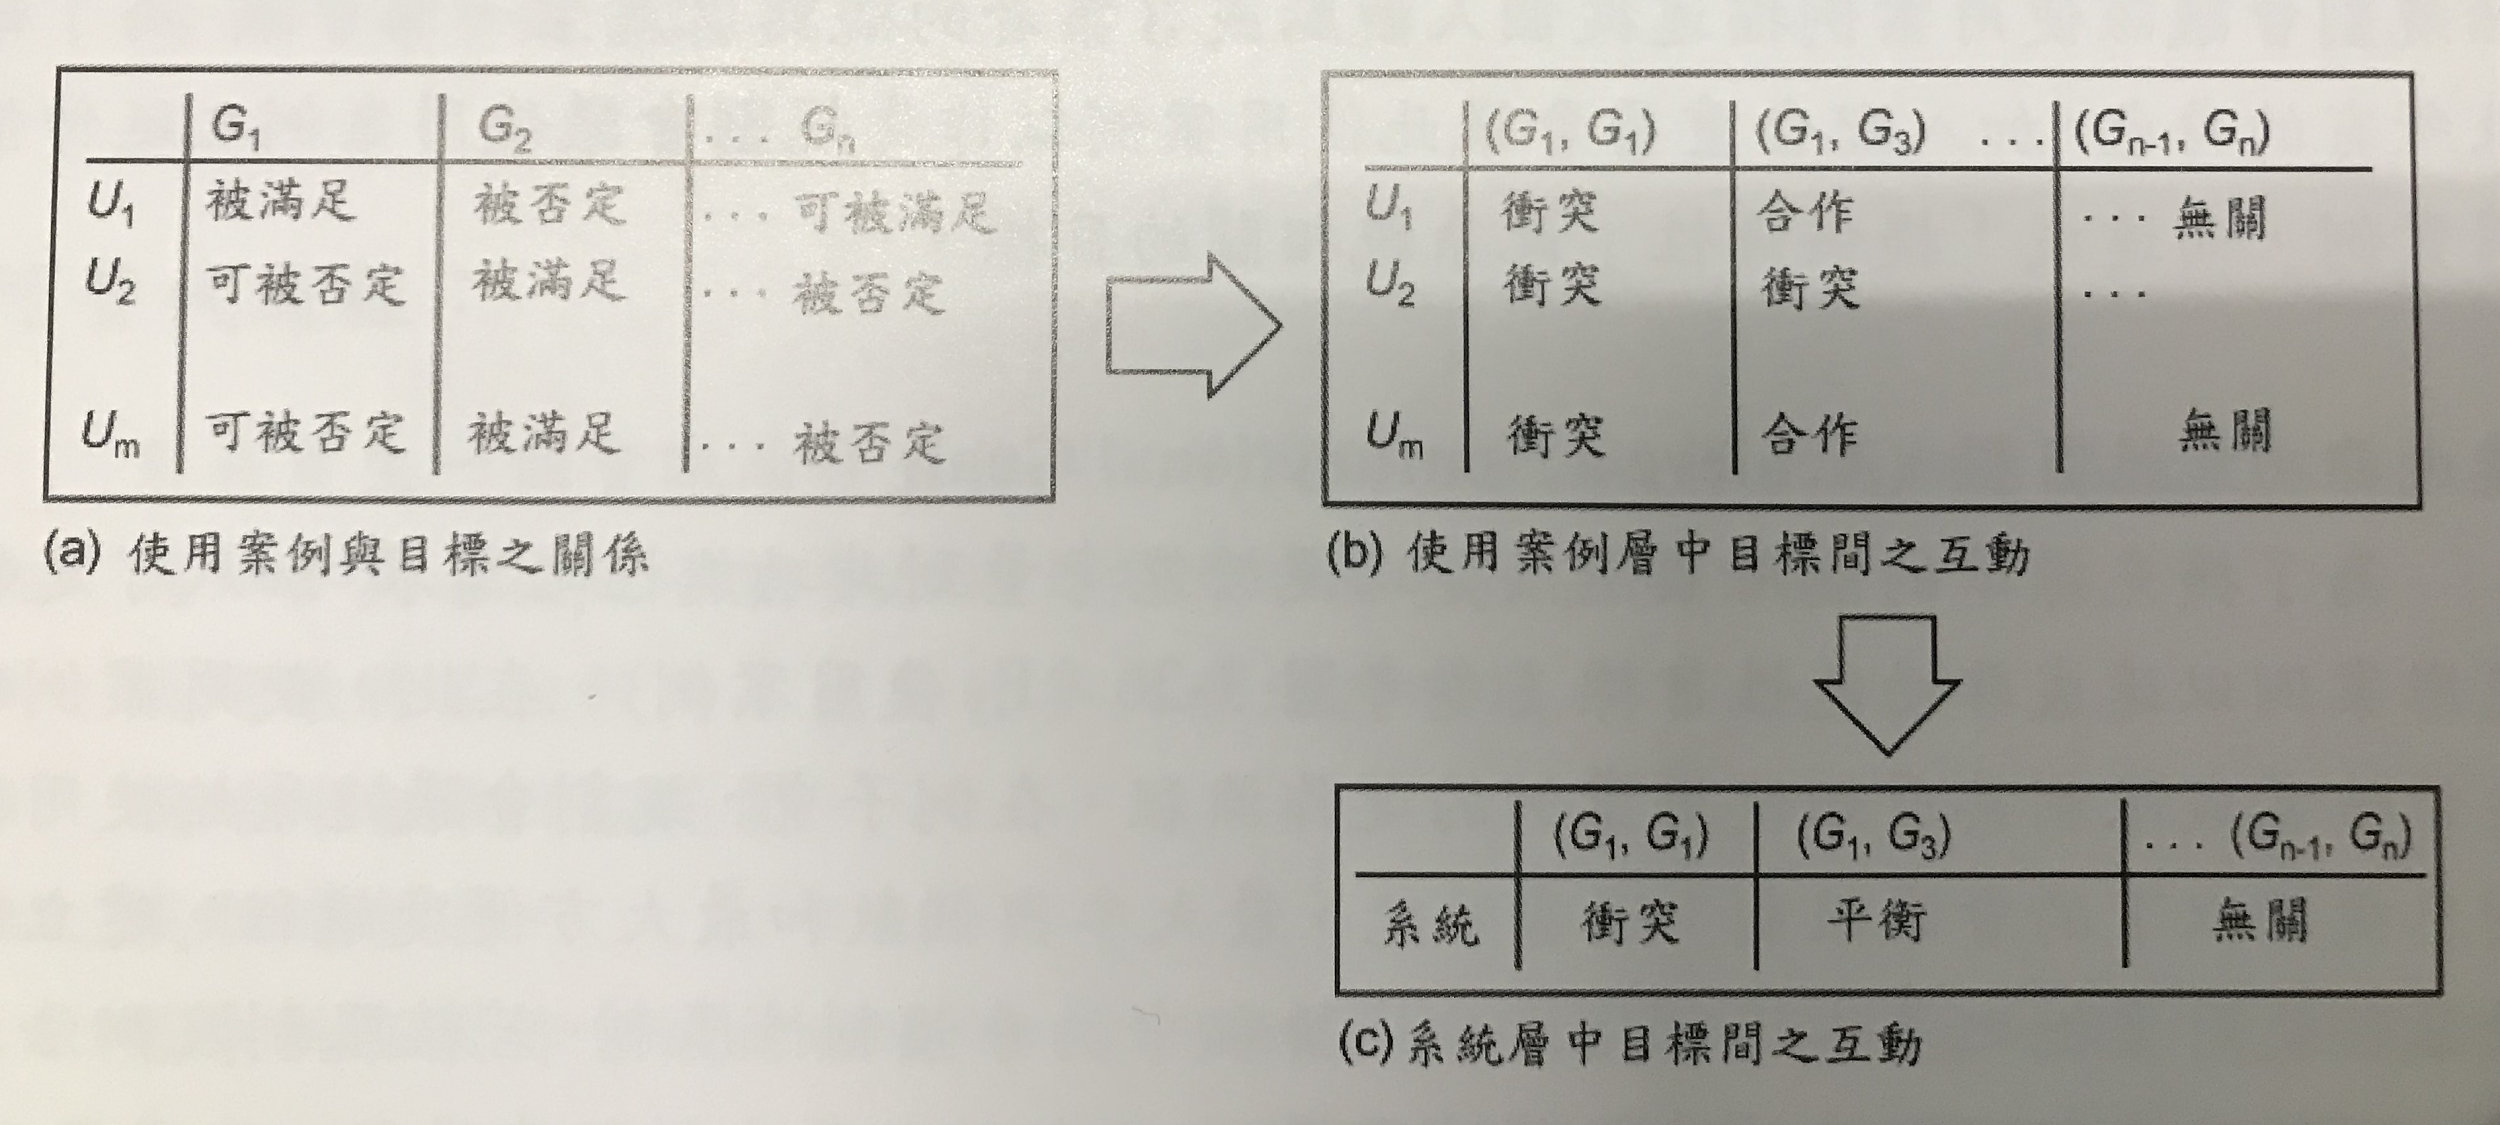 G1 G2 ... Gn
U1 被滿足 被否定 ... 可被滿足
U2 可被否定 被滿足 ... 被否定
Um 可被否定 被滿足 ... 被否定
(a) 使用案例與目標之關係
(G1, G1) (G1, G3) ... (Gn-1, Gn)
U1 衝突 合作 ... 無關
U2 衝突 衝突 ...
Um 衝突 合作 無關
(b) 使用案例層中目標間之互動
(G1, G1) (G1, G3) ... (Gn-1, Gn)
系統 衝突 平衡 無關
(c) 系統層中目標間之互動